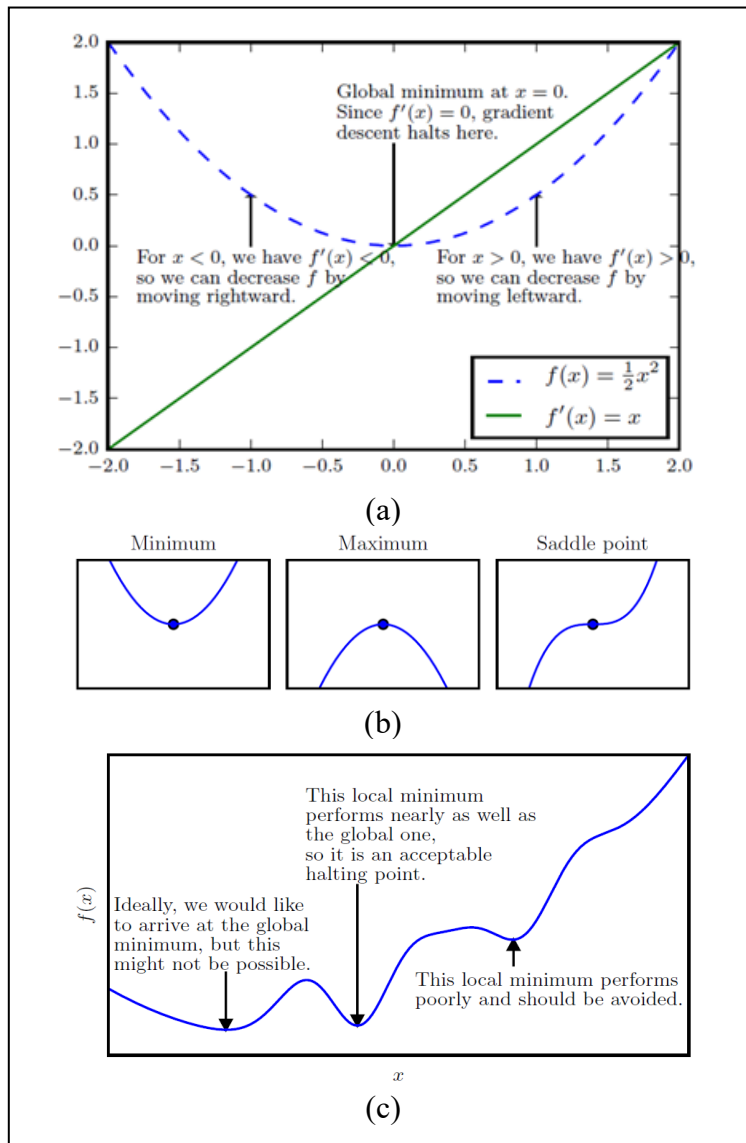 2.0
1.5
1.0
0.5
0.0
−0.5
−1.0
−1.5
−2.0
Global minimum at x = 0.
Since f′(x) = 0, gradient
descent halts here.
For x < 0, we have f′(x) < 0,
so we can decrease f by
moving rightward.
For x > 0, we have f′(x) > 0,
so we can decrease f by
moving leftward.
f(x) = ½x²
f′(x) = x
−2.0 −1.5 −1.0 −0.5 0.0 0.5 1.0 1.5 2.0
(a)
Minimum
Maximum
Saddle point
(b)
f(x)
This local minimum
performs nearly as well as
the global one,
so it is an acceptable
halting point.
Ideally, we would like
to arrive at the global
minimum, but this
might not be possible.
This local minimum performs
poorly and should be avoided.
x
(c)